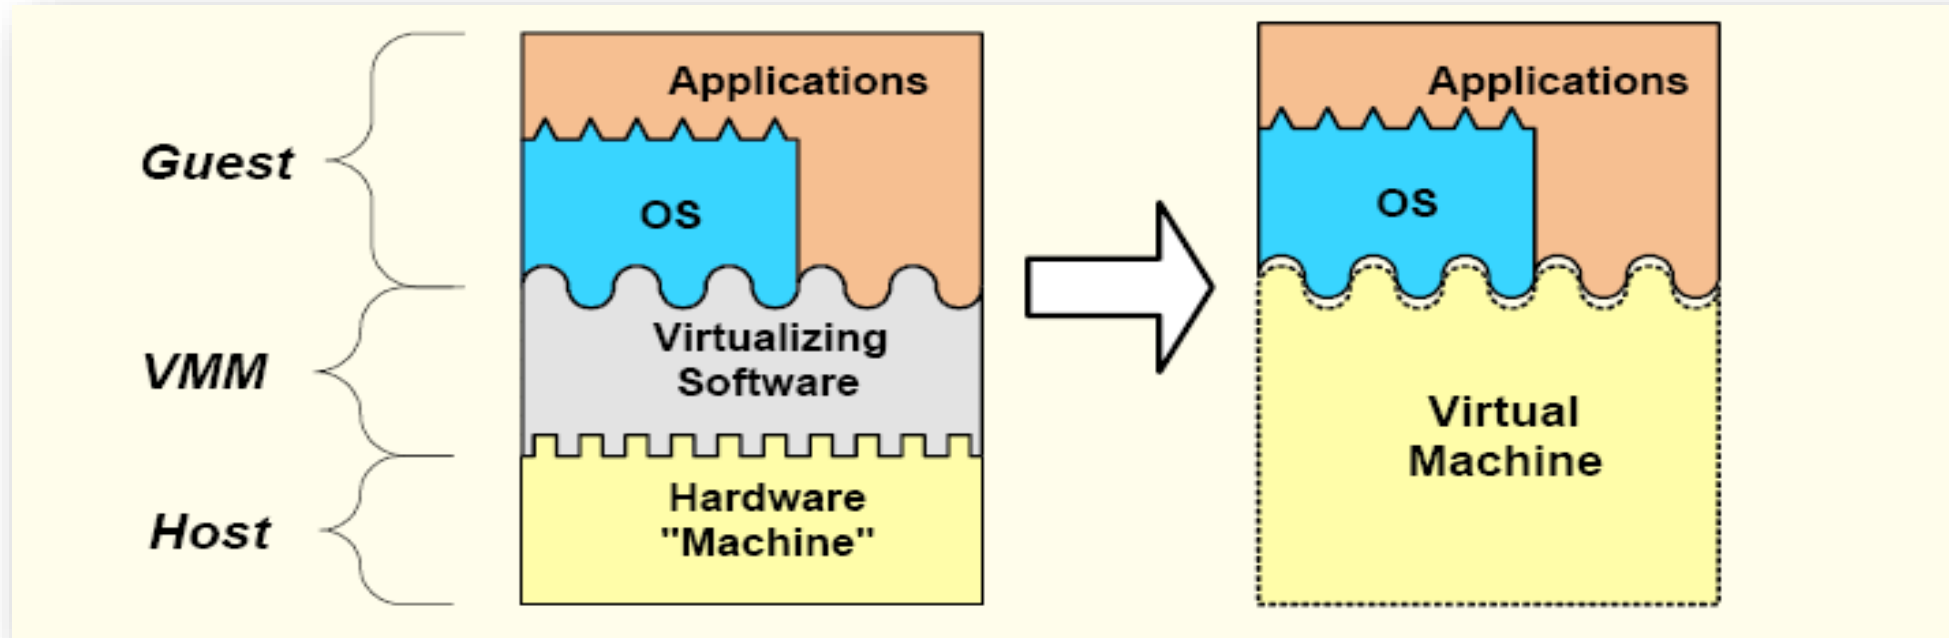 Guest
VMM
Host
Applications
OS
Virtualizing
Software
Hardware
"Machine"
Applications
OS
Virtual
Machine